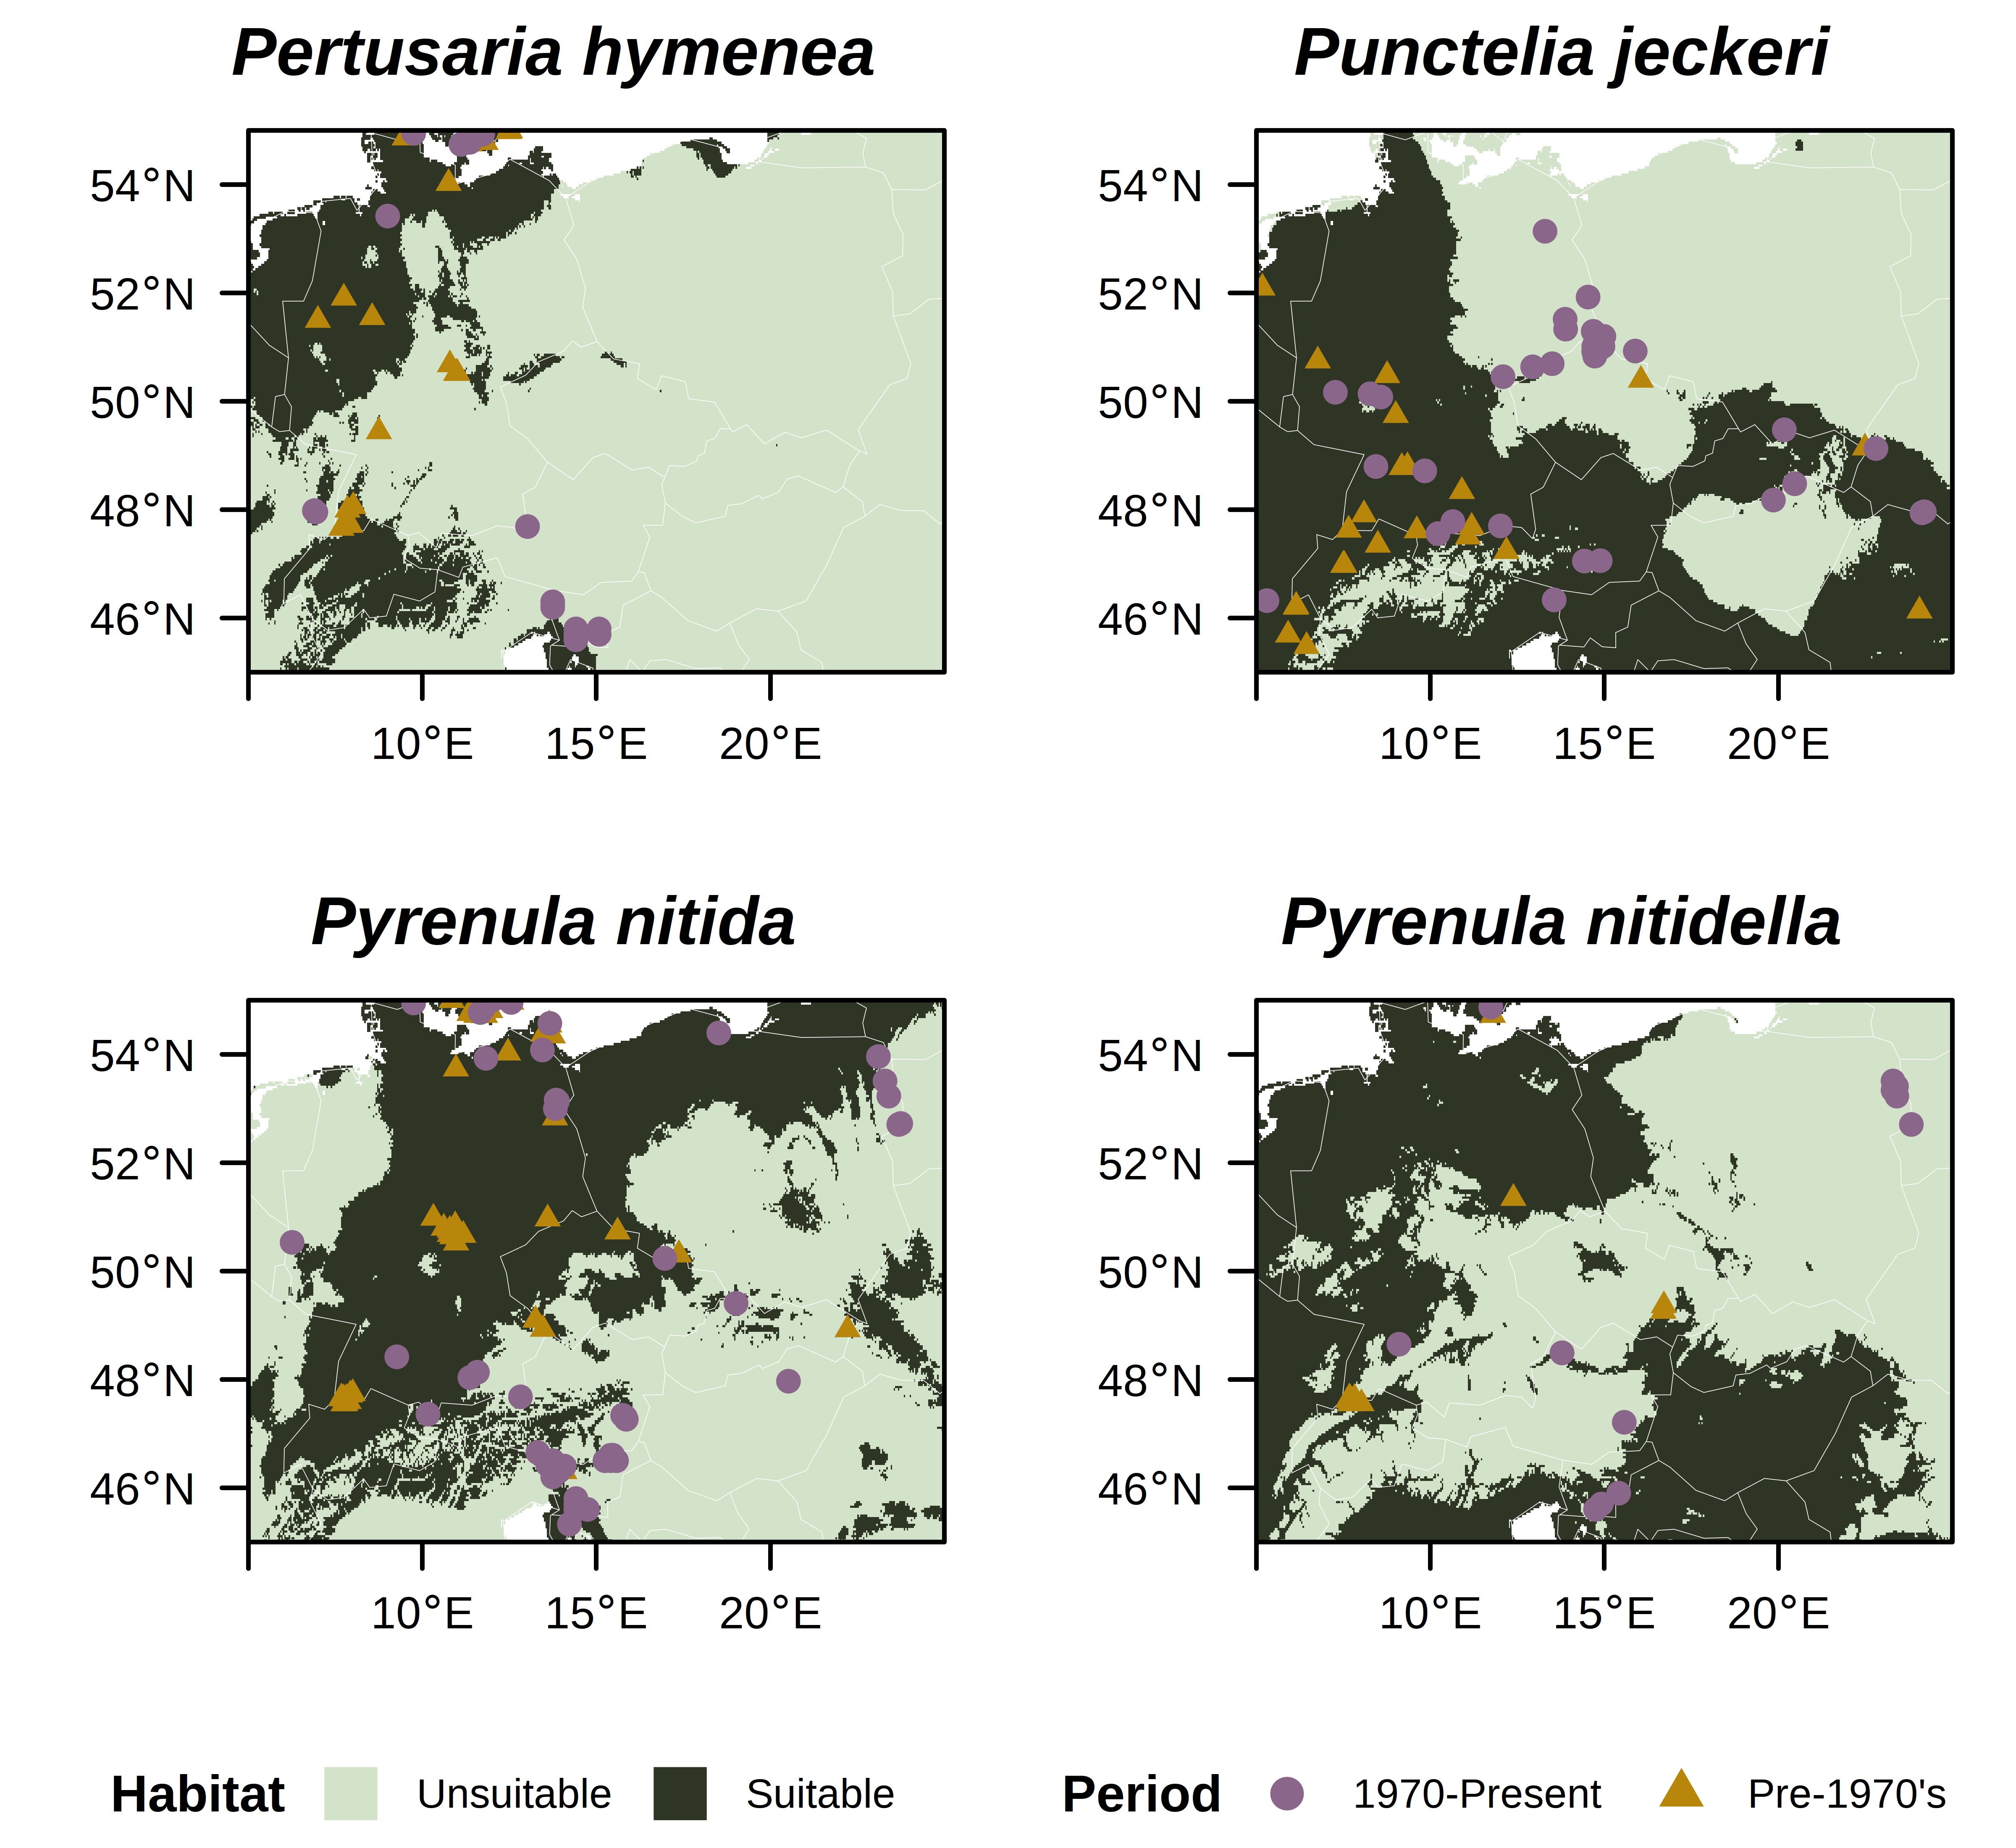 Pertusaria hymenea
Punctelia jeckeri
54°N
52°N
50°N
48°N
46°N
10°E
15°E
20°E
54°N
52°N
50°N
48°N
46°N
10°E
15°E
20°E
Pyrenula nitida
Pyrenula nitidella
54°N
52°N
50°N
48°N
46°N
10°E
15°E
20°E
54°N
52°N
50°N
48°N
46°N
10°E
15°E
20°E
Habitat Unsuitable Suitable
Period 1970-Present Pre-1970's